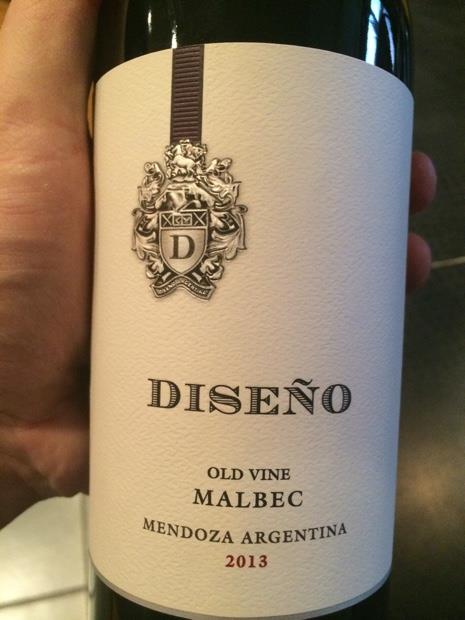 D
DISEÑO
OLD VINE
MALBEC
MENDOZA ARGENTINA
2013